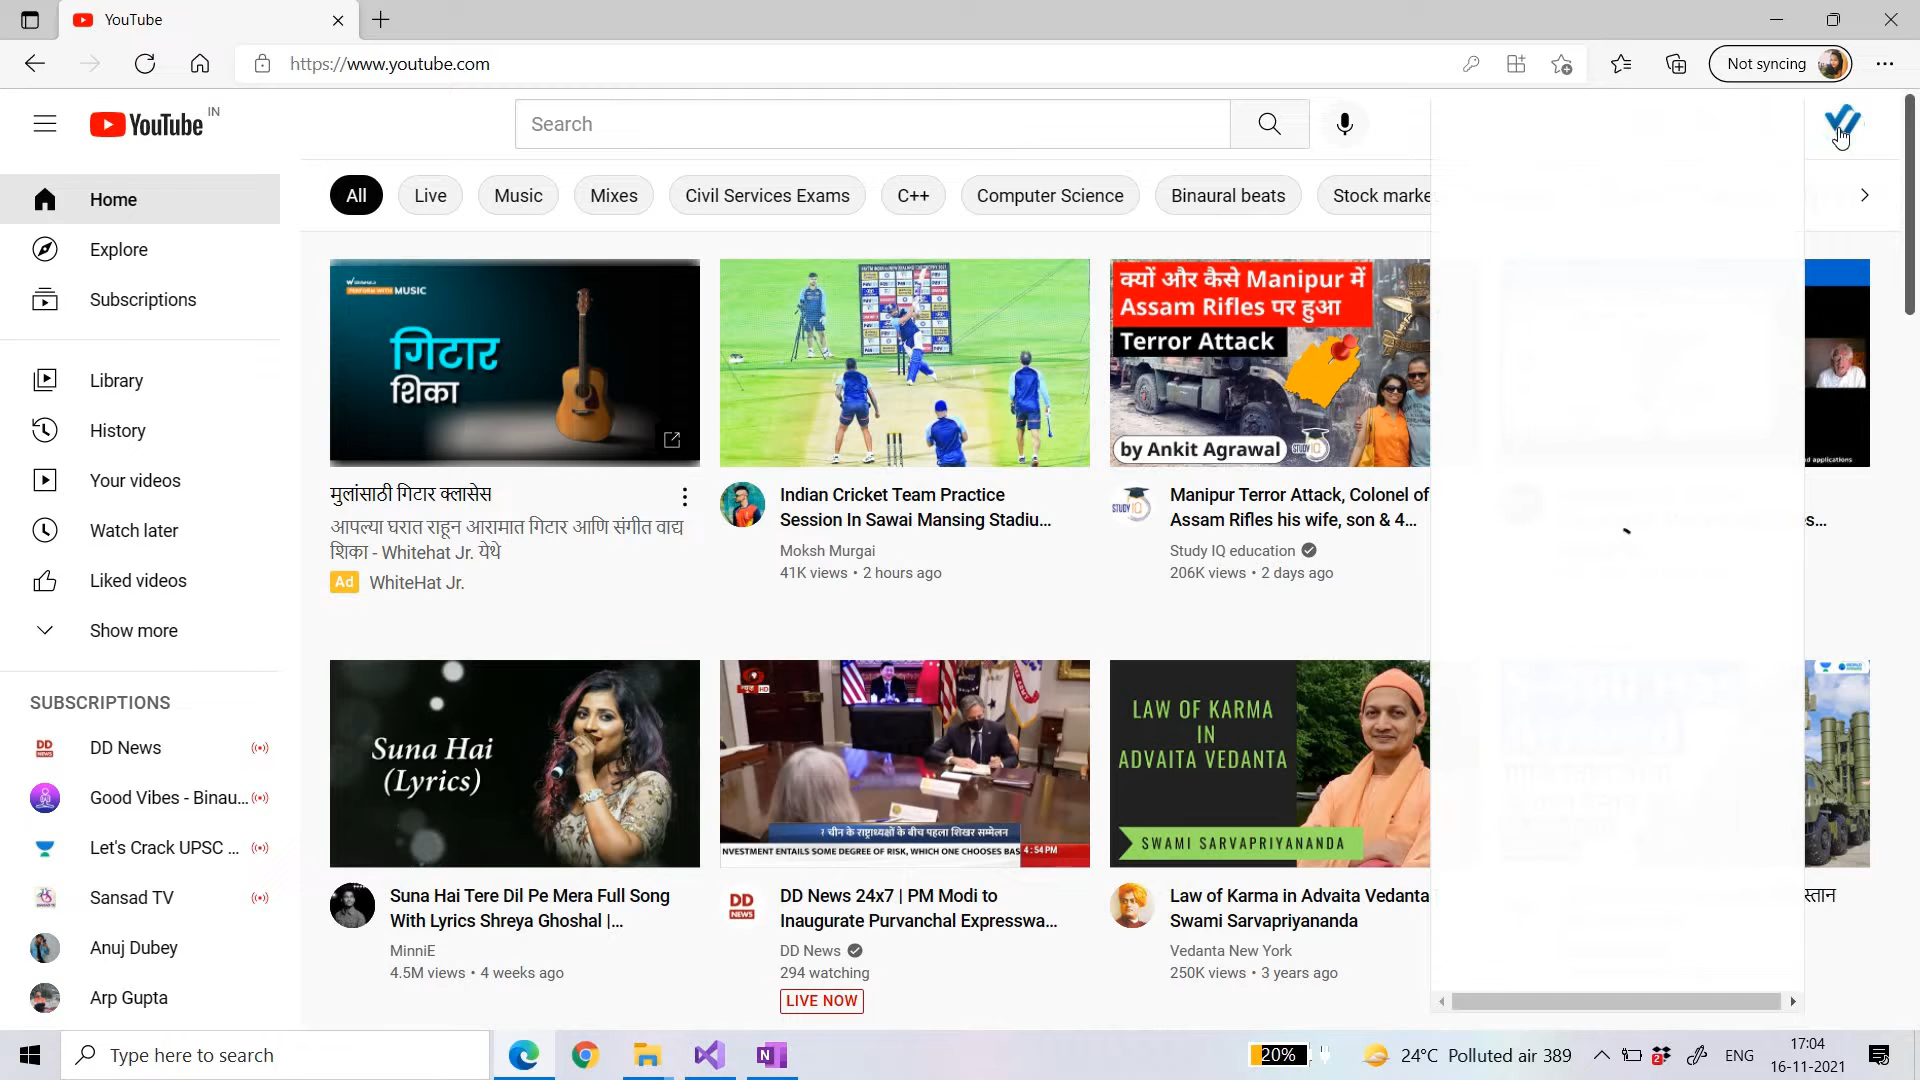 YouTube
https://www.youtube.com
Not syncing
YouTube IN
Search
All
Live
Music
Mixes
Civil Services Exams
C++
Computer Science
Binaural beats
Stock marke
Home
Explore
Subscriptions
Library
History
Your videos
Watch later
Liked videos
Show more
SUBSCRIPTIONS
DD News
Good Vibes - Binau...
Let's Crack UPSC ...
Sansad TV
Anuj Dubey
Arp Gupta
MUSIC
गिटार
शिका
मुलांसाठी गिटार क्लासेस
आपल्या घरात राहून आरामात गिटार आणि संगीत वाद्य
शिका - Whitehat Jr. येथे
Ad WhiteHat Jr.
Indian Cricket Team Practice
Session In Sawai Mansing Stadiu...
Moksh Murgai
41K views • 2 hours ago
क्यों और कैसे Manipur में
Assam Rifles पर हुआ
Terror Attack
by Ankit Agrawal
STUDY IQ
Manipur Terror Attack, Colonel of
Assam Rifles his wife, son & 4...
Study IQ education
206K views • 2 days ago
d applications
s...
Suna Hai
(Lyrics)
Suna Hai Tere Dil Pe Mera Full Song
With Lyrics Shreya Ghoshal |...
MinniE
4.5M views • 4 weeks ago
HD
र चीन के राष्ट्राध्यक्षों के बीच पहला शिखर सम्मेलन
NVESTMENT ENTAILS SOME DEGREE OF RISK, WHICH ONE CHOOSES BAS 4:54 PM
DD NEWS
DD News 24x7 | PM Modi to
Inaugurate Purvanchal Expresswa...
DD News
294 watching
LIVE NOW
LAW OF KARMA
IN
ADVAITA VEDANTA
SWAMI SARVAPRIYANANDA
Law of Karma in Advaita Vedanta
Swami Sarvapriyananda
Vedanta New York
250K views • 3 years ago
स्तान
Type here to search
20%
24°C Polluted air 389
2
ENG
17:04
16-11-2021